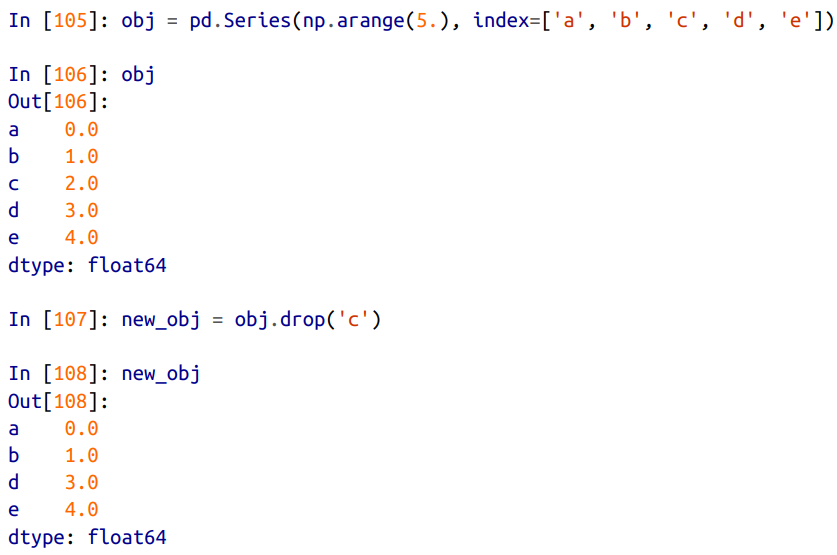 In [105]: obj = pd.Series(np.arange(5.), index=['a', 'b', 'c', 'd', 'e'])
In [106]: obj
Out[106]:
a    0.0
b    1.0
c    2.0
d    3.0
e    4.0
dtype: float64
In [107]: new_obj = obj.drop('c')
In [108]: new_obj
Out[108]:
a    0.0
b    1.0
d    3.0
e    4.0
dtype: float64